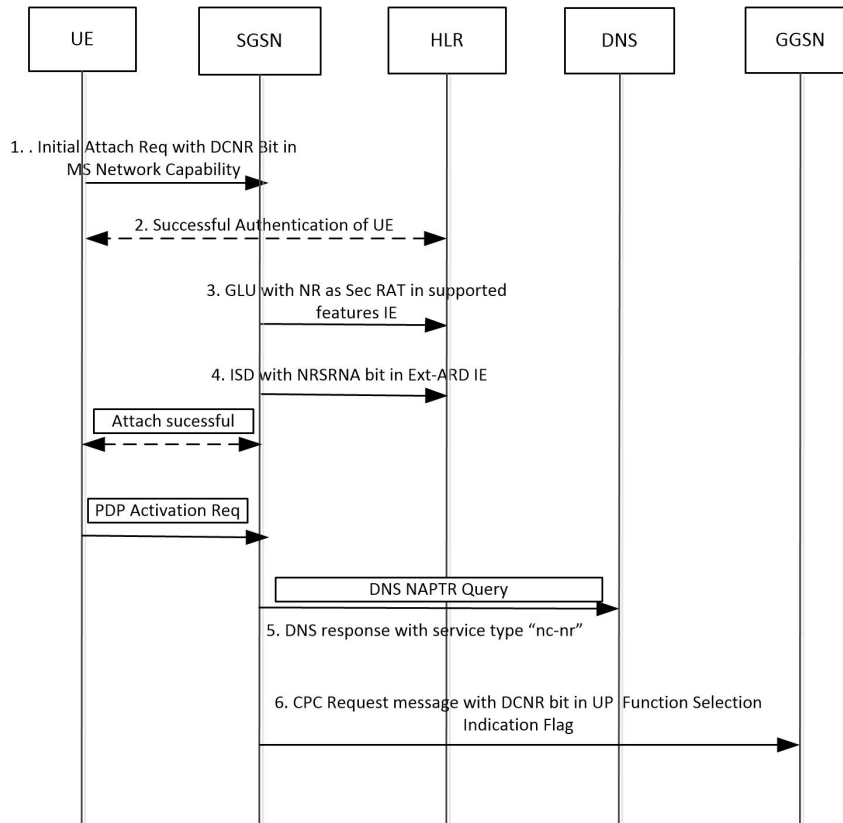 UE
SGSN
HLR
DNS
GGSN
1. . Initial Attach Req with DCNR Bit in
MS Network Capability
2. Successful Authentication of UE
3. GLU with NR as Sec RAT in supported
features IE
4. ISD with NRSRNA bit in Ext-ARD IE
Attach sucessful
PDP Activation Req
DNS NAPTR Query
5. DNS response with service type “nc-nr”
6. CPC Request message with DCNR bit in UP Function Selection
Indication Flag